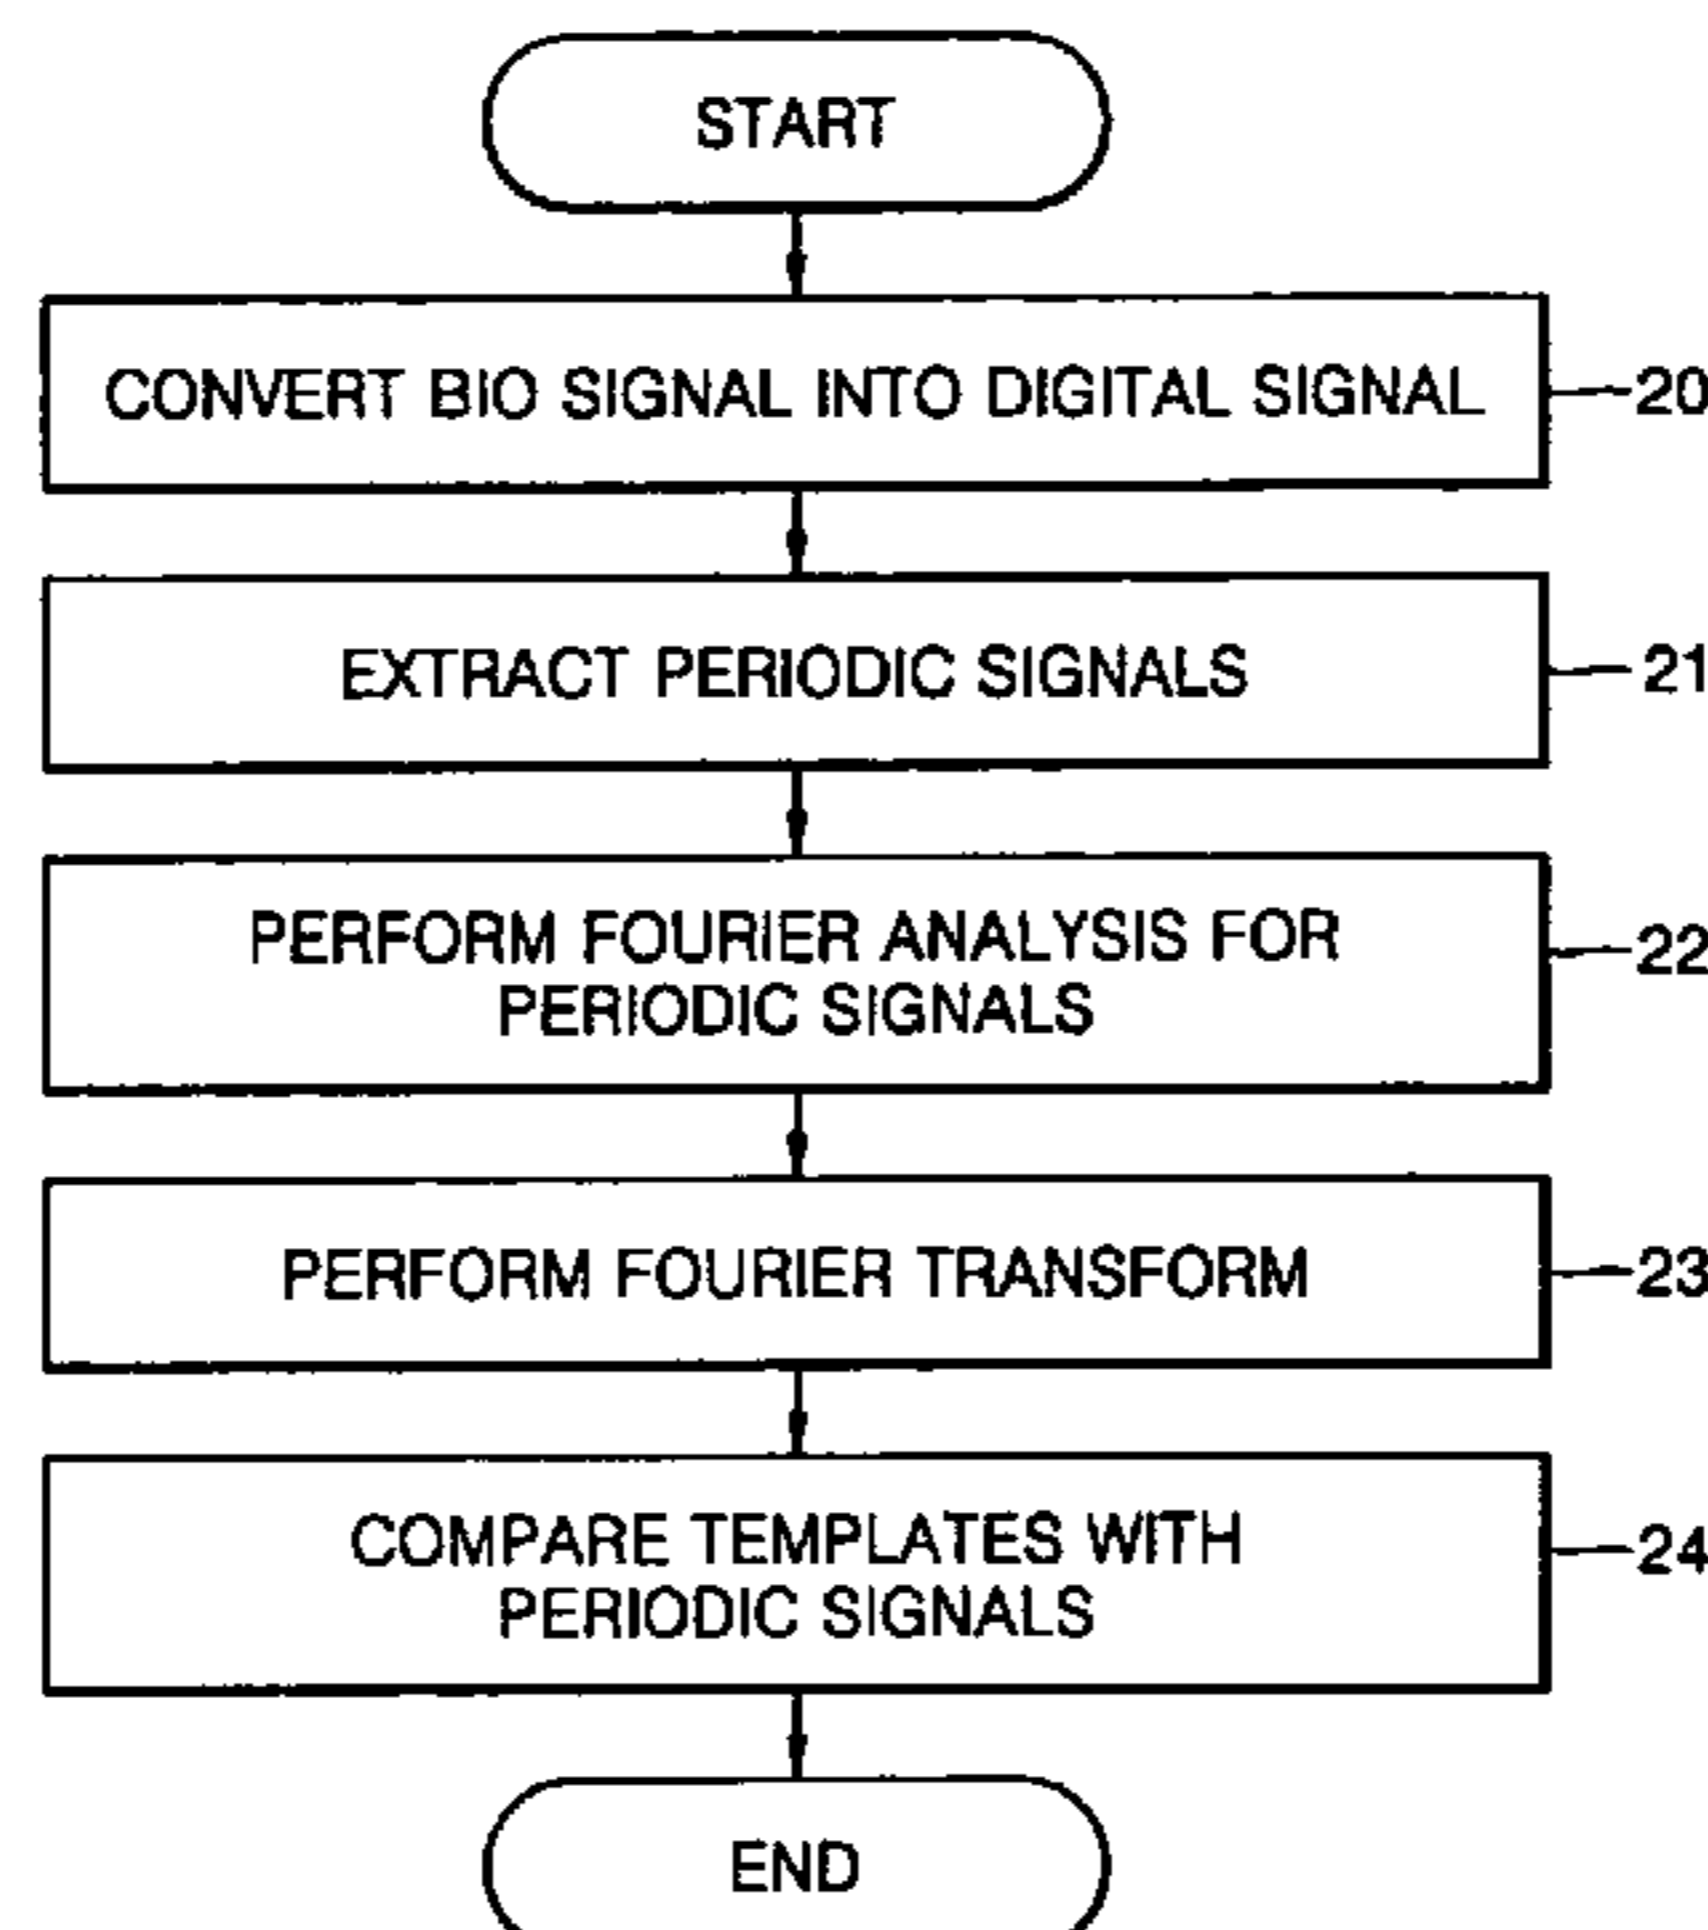 START
CONVERT BIO SIGNAL INTO DIGITAL SIGNAL
20
EXTRACT PERIODIC SIGNALS
21
PERFORM FOURIER ANALYSIS FOR
PERIODIC SIGNALS
22
PERFORM FOURIER TRANSFORM
23
COMPARE TEMPLATES WITH
PERIODIC SIGNALS
24
END